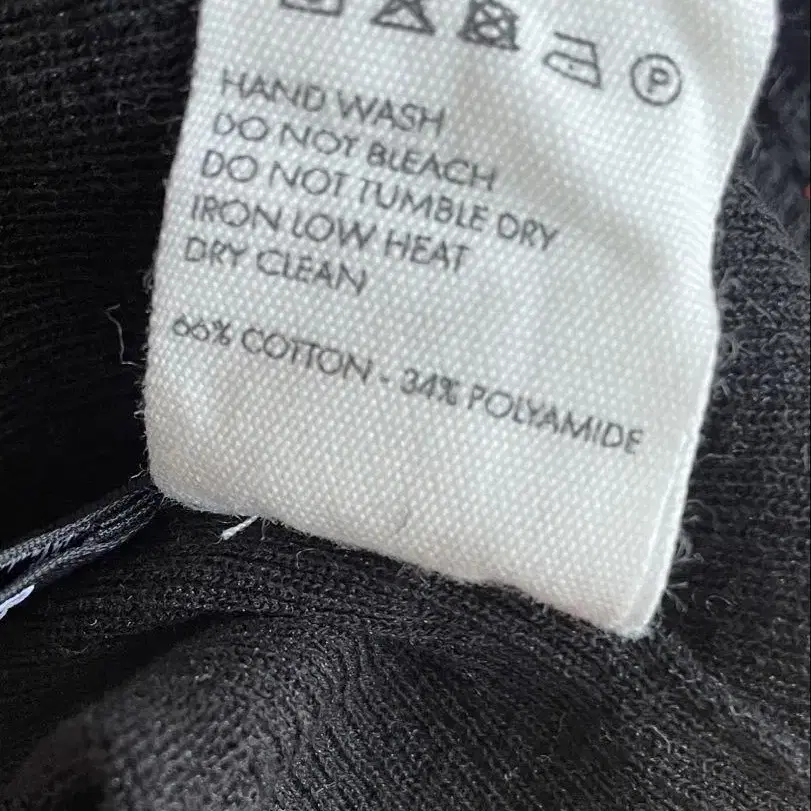 P
HAND WASH
DO NOT BLEACH
DO NOT TUMBLE DRY
IRON LOW HEAT
DRY CLEAN
66% COTTON - 34% POLYAMIDE